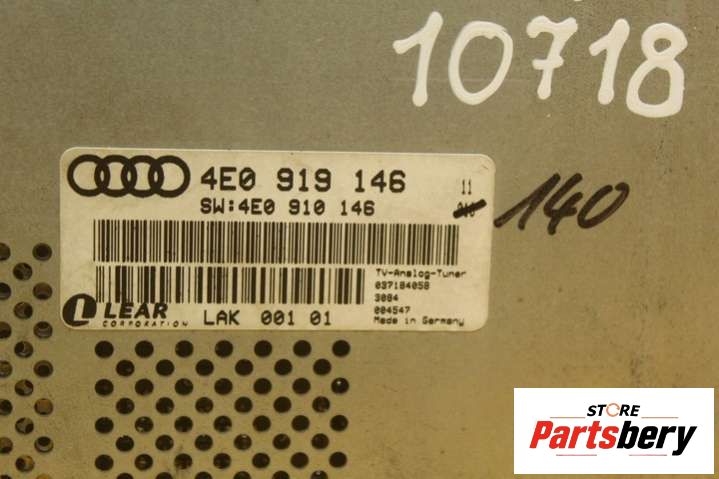 10718
4E0 919 146 11
SW:4E0 910 146
140
TV-Analog-Tuner
037184058
3084
004547
Made in Germany
LEAR
CORPORATION
LAK 001 01
STORE
Partsbery